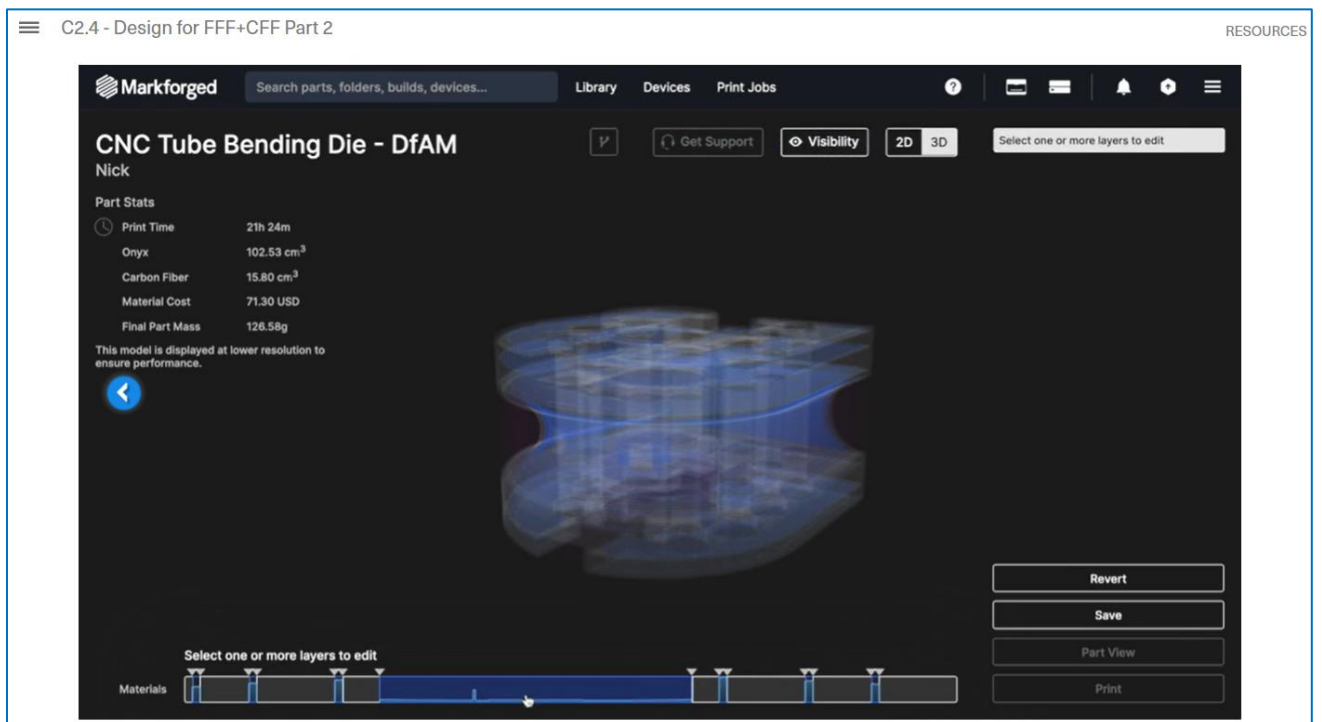 C2.4 - Design for FFF+CFF Part 2
RESOURCES
Markforged
Search parts, folders, builds, devices...
Library
Devices
Print Jobs
CNC Tube Bending Die - DfAM
Nick
Get Support
Visibility
2D
3D
Select one or more layers to edit
Part Stats
Print Time 21h 24m
Onyx 102.53 cm³
Carbon Fiber 15.80 cm³
Material Cost 71.30 USD
Final Part Mass 126.58g
This model is displayed at lower resolution to
ensure performance.
Revert
Save
Part View
Print
Select one or more layers to edit
Materials